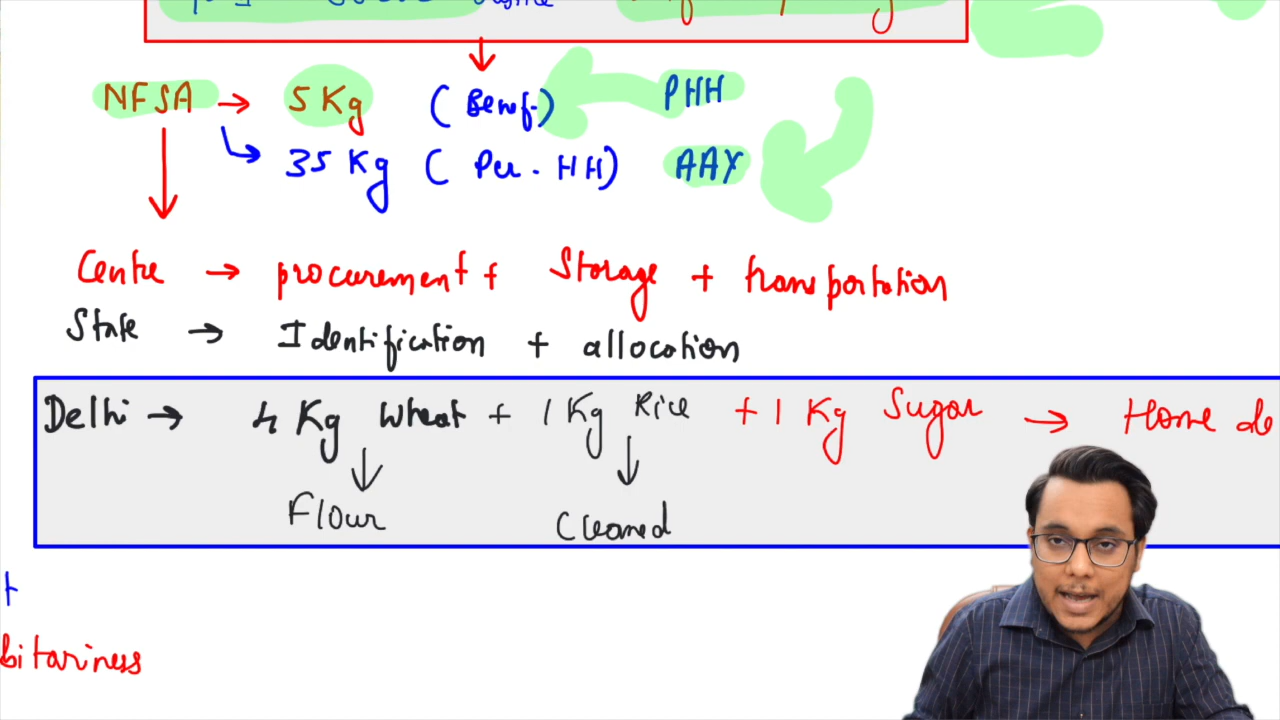 NFSA → 5 Kg (Benef.) PHH
35 Kg (Per. HH) AAY
Centre → procurement + Storage + transportation
State → Identification + allocation
Delhi → 4 Kg Wheat + 1 Kg Rice + 1 Kg Sugar → Home de
Flour Cleaned
t
bitariness